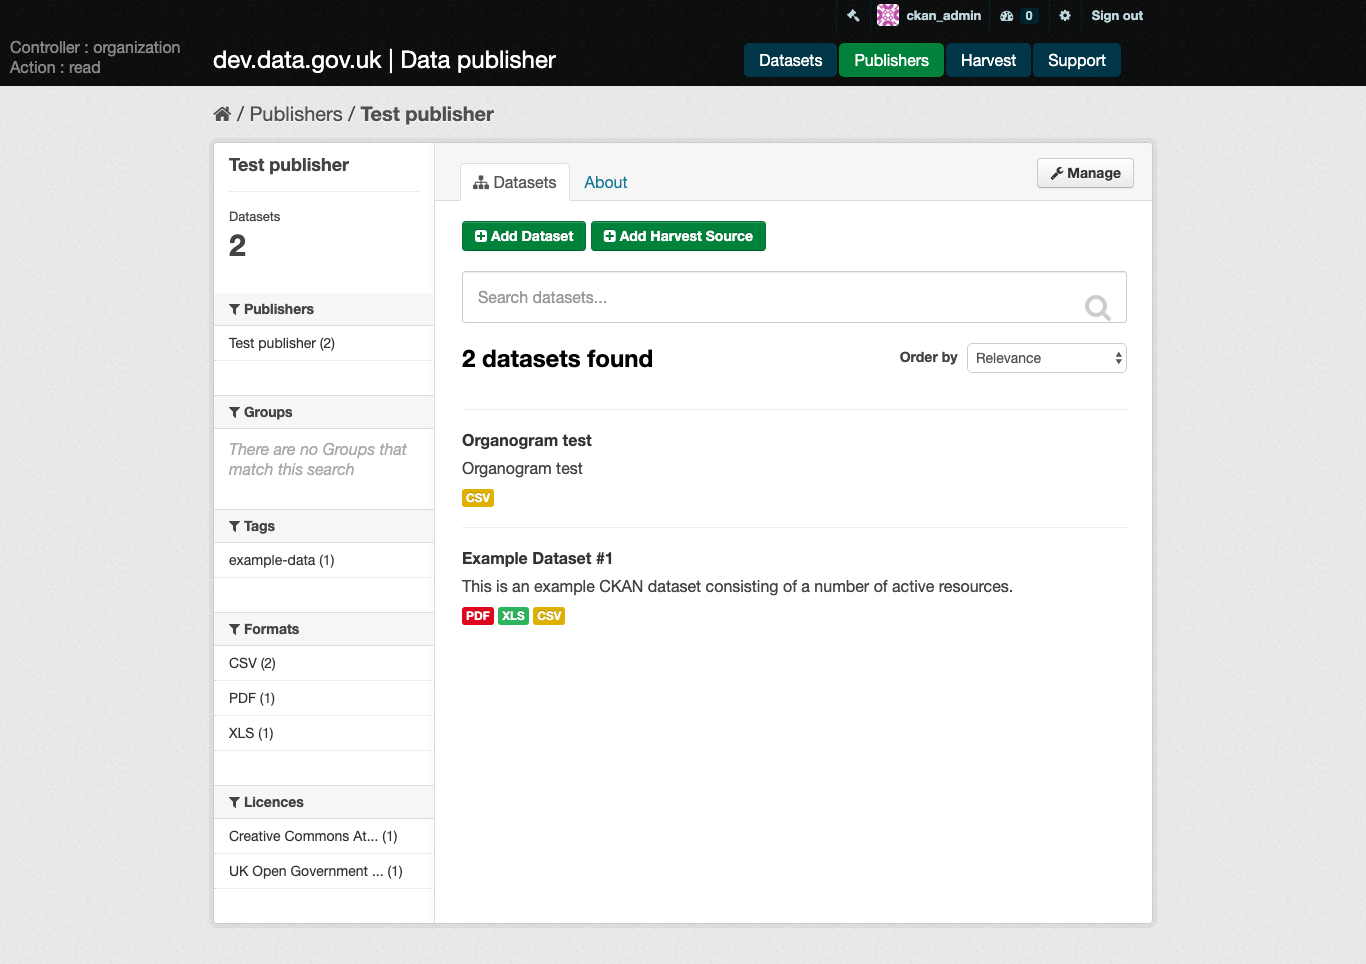 ckan_admin 0 Sign out
Controller : organization
Action : read
dev.data.gov.uk | Data publisher
Datasets Publishers Harvest Support
/ Publishers / Test publisher
Test publisher
Datasets
2
Publishers
Test publisher (2)
Groups
There are no Groups that
match this search
Tags
example-data (1)
Formats
CSV (2)
PDF (1)
XLS (1)
Licences
Creative Commons At... (1)
UK Open Government ... (1)
Datasets About Manage
Add Dataset Add Harvest Source
Search datasets...
2 datasets found Order by Relevance
Organogram test
Organogram test
CSV
Example Dataset #1
This is an example CKAN dataset consisting of a number of active resources.
PDF XLS CSV